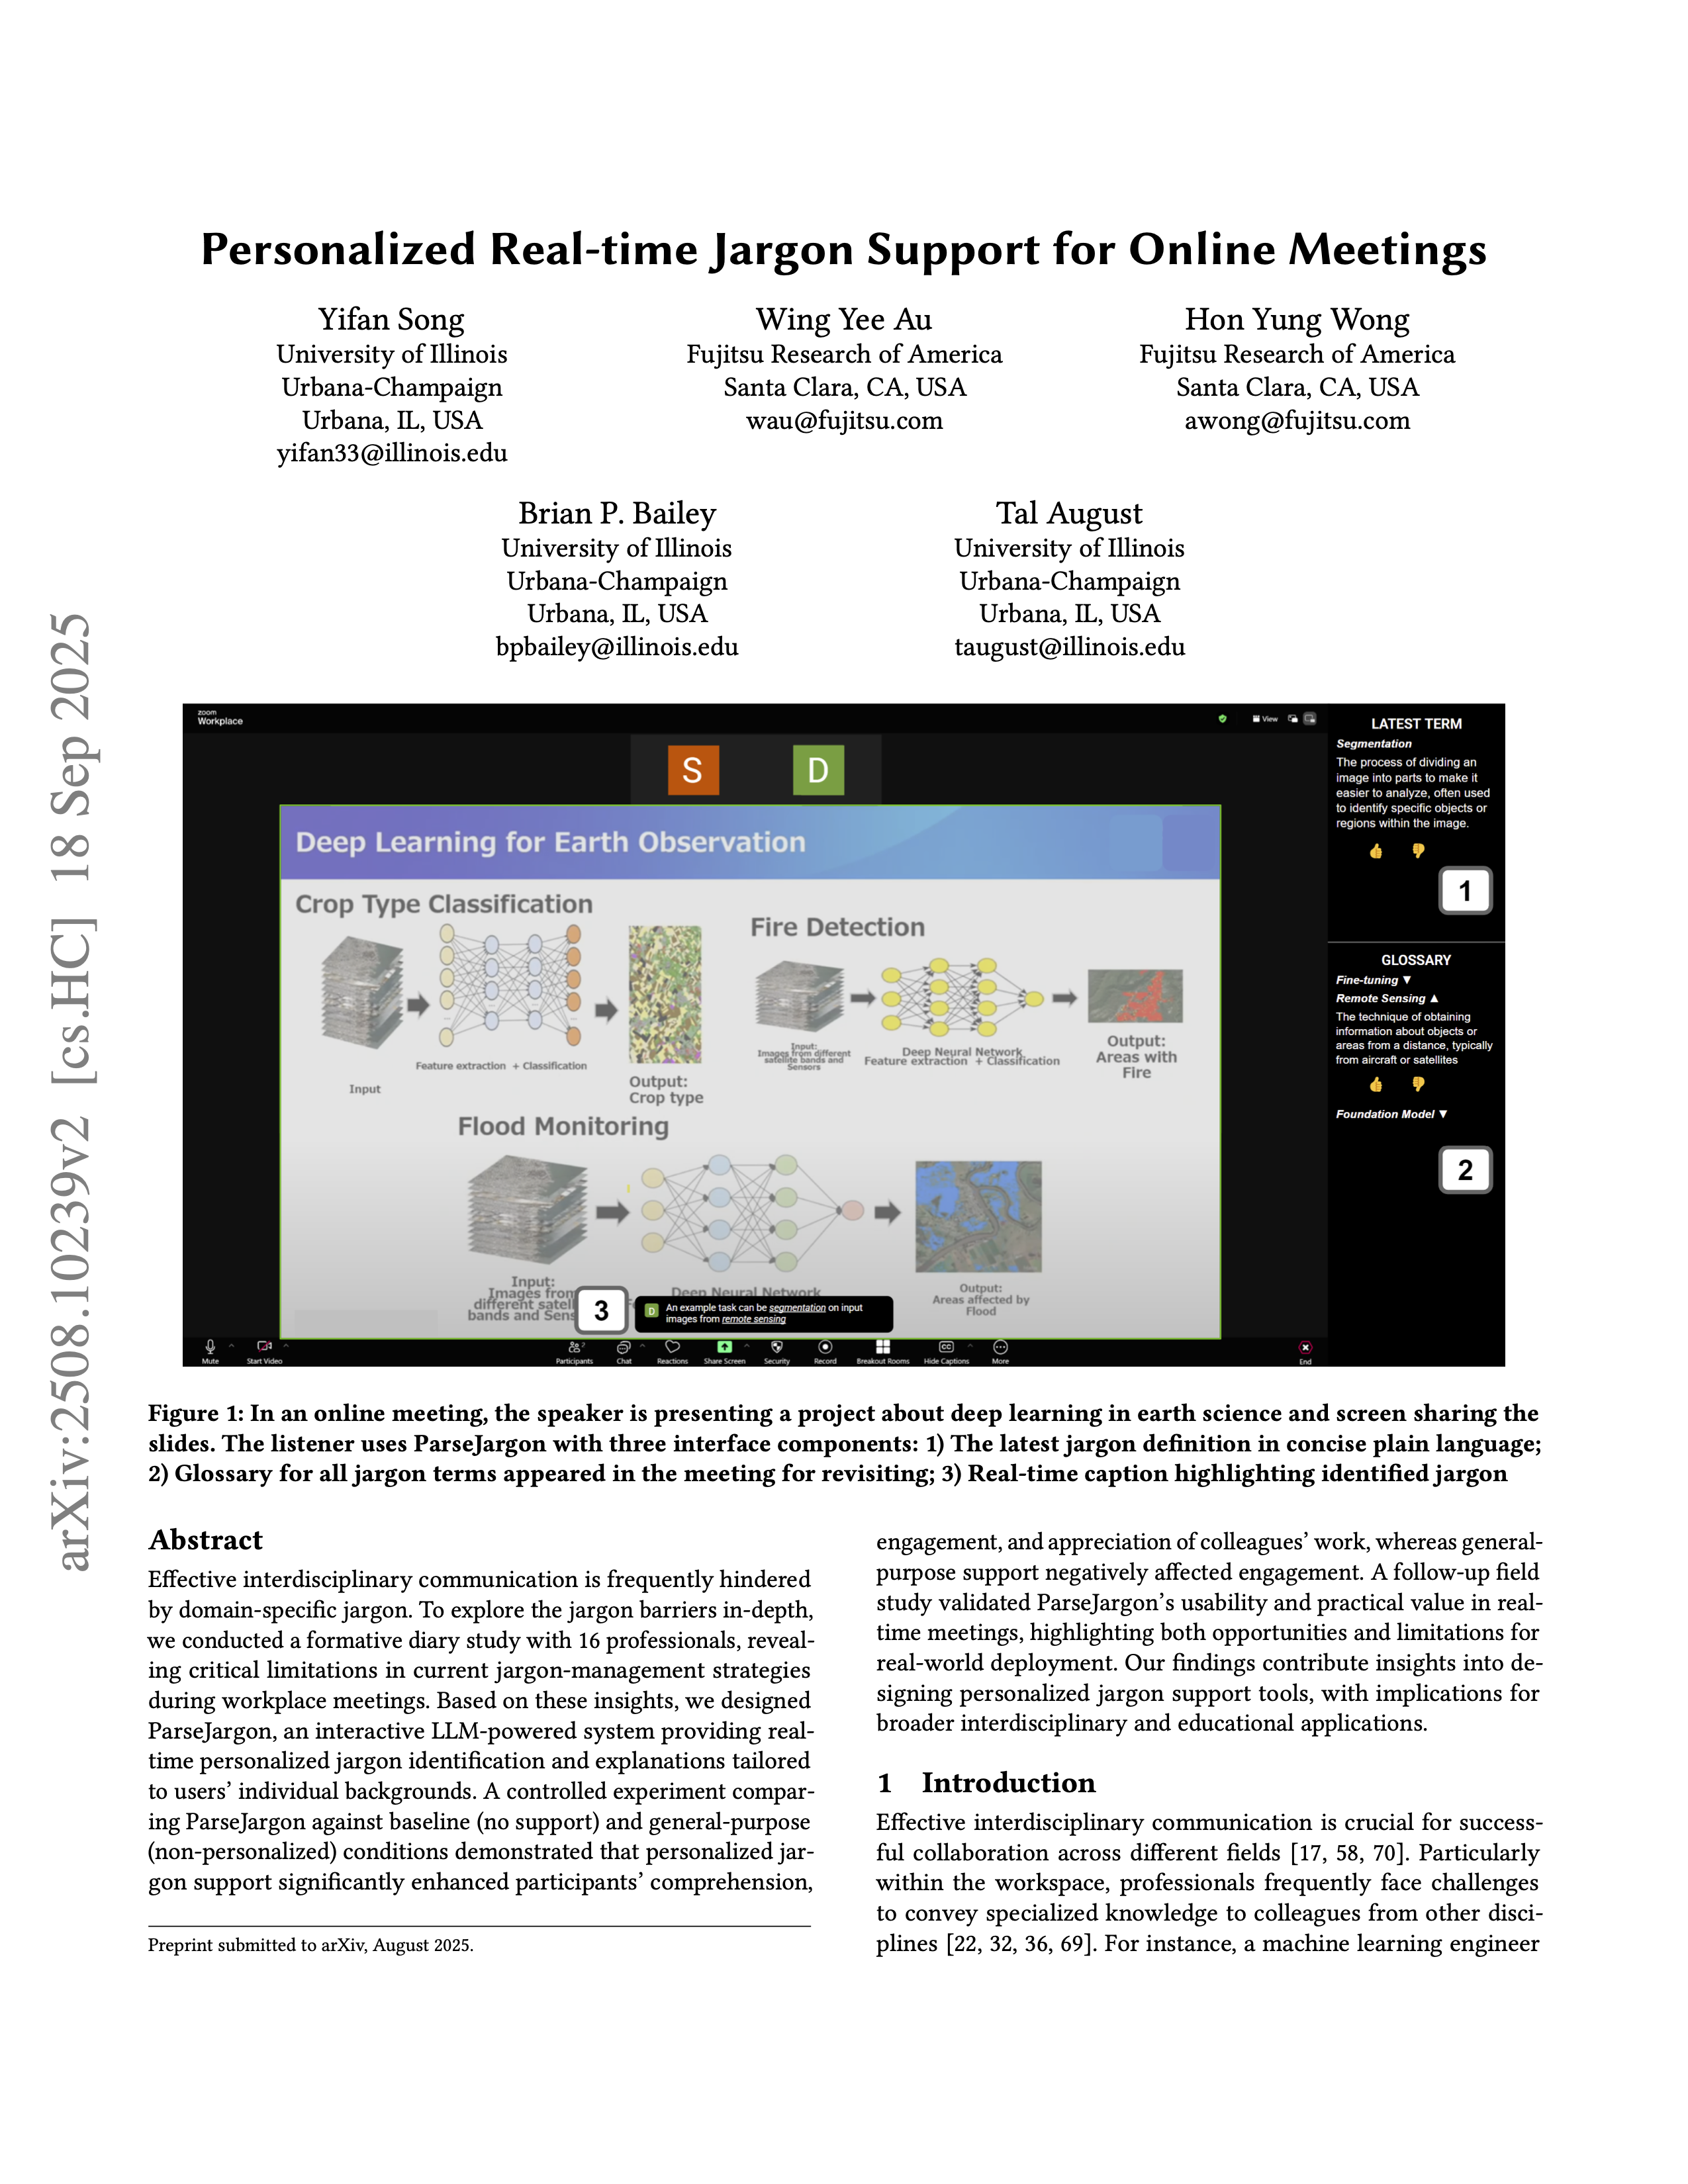 arXiv:2508.10239v2 [cs.HC] 18 Sep 2025
Personalized Real-time Jargon Support for Online Meetings
Yifan Song
University of Illinois
Urbana-Champaign
Urbana, IL, USA
yifan33@illinois.edu
Wing Yee Au
Fujitsu Research of America
Santa Clara, CA, USA
wau@fujitsu.com
Hon Yung Wong
Fujitsu Research of America
Santa Clara, CA, USA
awong@fujitsu.com
Brian P. Bailey
University of Illinois
Urbana-Champaign
Urbana, IL, USA
bpbailey@illinois.edu
Tal August
University of Illinois
Urbana-Champaign
Urbana, IL, USA
taugust@illinois.edu
zoom
Workplace
View
S
D
Deep Learning for Earth Observation
Crop Type Classification
Input
Feature extraction + Classification
Output:
Crop type
Fire Detection
Input:
Images from different
satellite bands and
Sensors
Deep Neural Network
Feature extraction + Classification
Output:
Areas with
Fire
Flood Monitoring
Input:
Images from
different satell
bands and Sens
Deep Neural Network
Output:
Areas affected by
Flood
3
D
An example task can be segmentation on input
images from remote sensing
Mute
Start Video
Participants
2
Chat
Reactions
Share Screen
Security
Record
Breakout Rooms
CC
Hide Captions
More
End
LATEST TERM
Segmentation
The process of dividing an
image into parts to make it
easier to analyze, often used
to identify specific objects or
regions within the image.
1
GLOSSARY
Fine-tuning ▼
Remote Sensing ▲
The technique of obtaining
information about objects or
areas from a distance, typically
from aircraft or satellites
Foundation Model ▼
2
Figure 1: In an online meeting, the speaker is presenting a project about deep learning in earth science and screen sharing the
slides. The listener uses ParseJargon with three interface components: 1) The latest jargon definition in concise plain language;
2) Glossary for all jargon terms appeared in the meeting for revisiting; 3) Real-time caption highlighting identified jargon
Abstract
Effective interdisciplinary communication is frequently hindered
by domain-specific jargon. To explore the jargon barriers in-depth,
we conducted a formative diary study with 16 professionals, reveal-
ing critical limitations in current jargon-management strategies
during workplace meetings. Based on these insights, we designed
ParseJargon, an interactive LLM-powered system providing real-
time personalized jargon identification and explanations tailored
to users' individual backgrounds. A controlled experiment compar-
ing ParseJargon against baseline (no support) and general-purpose
(non-personalized) conditions demonstrated that personalized jar-
gon support significantly enhanced participants' comprehension,
Preprint submitted to arXiv, August 2025.
engagement, and appreciation of colleagues' work, whereas general-
purpose support negatively affected engagement. A follow-up field
study validated ParseJargon's usability and practical value in real-
time meetings, highlighting both opportunities and limitations for
real-world deployment. Our findings contribute insights into de-
signing personalized jargon support tools, with implications for
broader interdisciplinary and educational applications.
1 Introduction
Effective interdisciplinary communication is crucial for success-
ful collaboration across different fields [17, 58, 70]. Particularly
within the workspace, professionals frequently face challenges
to convey specialized knowledge to colleagues from other disci-
plines [22, 32, 36, 69]. For instance, a machine learning engineer